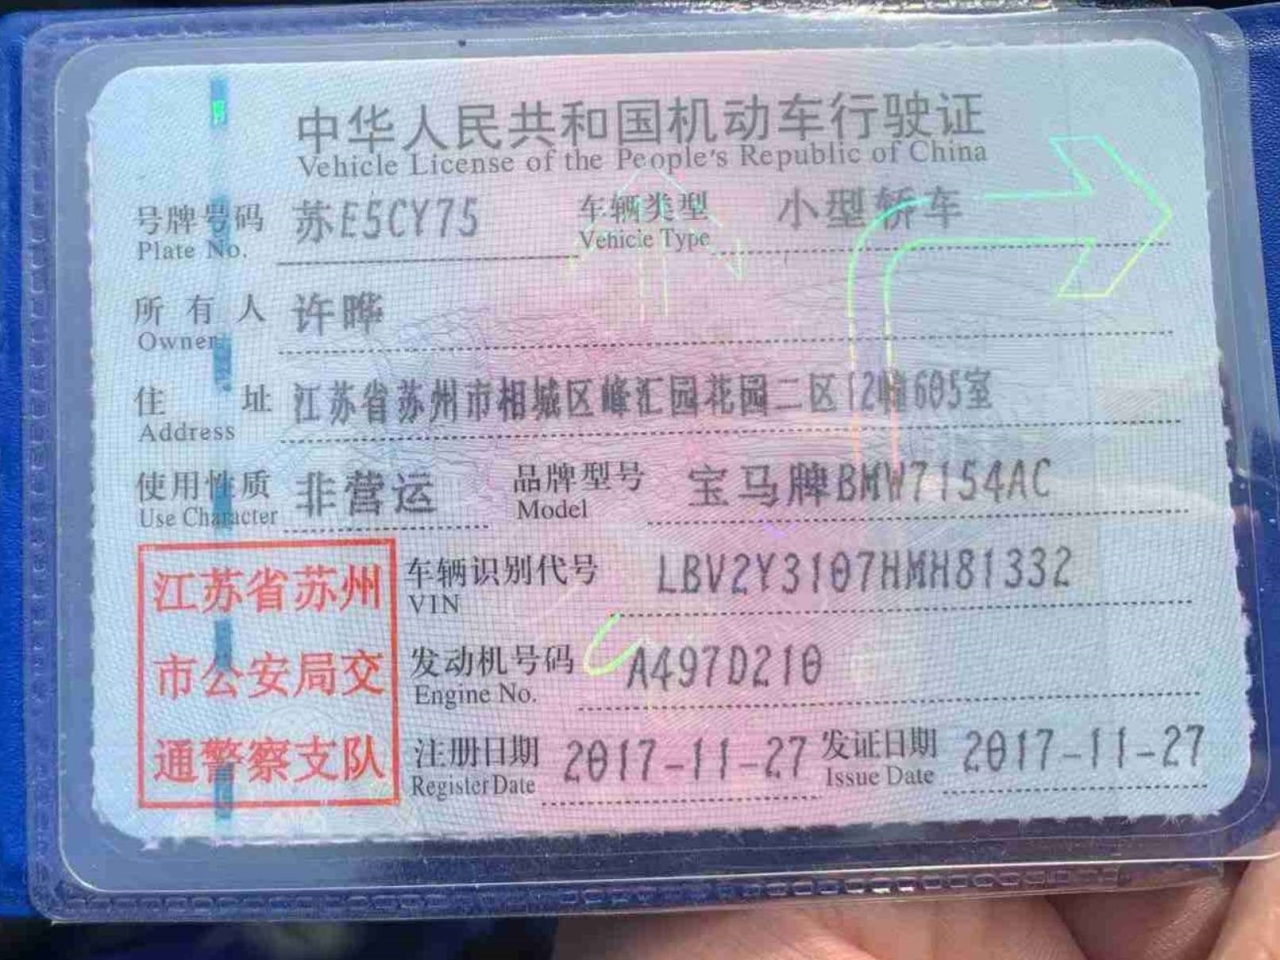 中华人民共和国机动车行驶证
Vehicle License of the People's Republic of China
号牌号码 苏E5CY75 车辆类型 小型轿车
Plate No. Vehicle Type
所有人 许晔
Owner
住址 江苏省苏州市相城区峰汇园花园二区12幢605室
Address
使用性质 非营运 品牌型号 宝马牌BMW7154AC
Use Character Model
车辆识别代号 LBV2Y3107HMH81332
VIN
发动机号码 A497D210
Engine No.
注册日期 2017-11-27 发证日期 2017-11-27
Register Date Issue Date
江苏省苏州
市公安局交
通警察支队